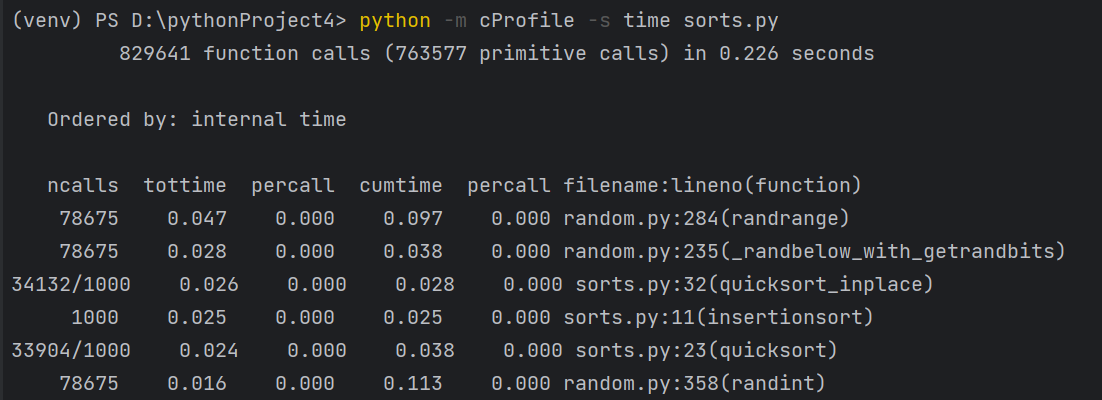 (venv) PS D:\pythonProject4> python -m cProfile -s time sorts.py
829641 function calls (763577 primitive calls) in 0.226 seconds
Ordered by: internal time
ncalls tottime percall cumtime percall filename:lineno(function)
78675 0.047 0.000 0.097 0.000 random.py:284(randrange)
78675 0.028 0.000 0.038 0.000 random.py:235(_randbelow_with_getrandbits)
34132/1000 0.026 0.000 0.028 0.000 sorts.py:32(quicksort_inplace)
1000 0.025 0.000 0.025 0.000 sorts.py:11(insertionsort)
33904/1000 0.024 0.000 0.038 0.000 sorts.py:23(quicksort)
78675 0.016 0.000 0.113 0.000 random.py:358(randint)